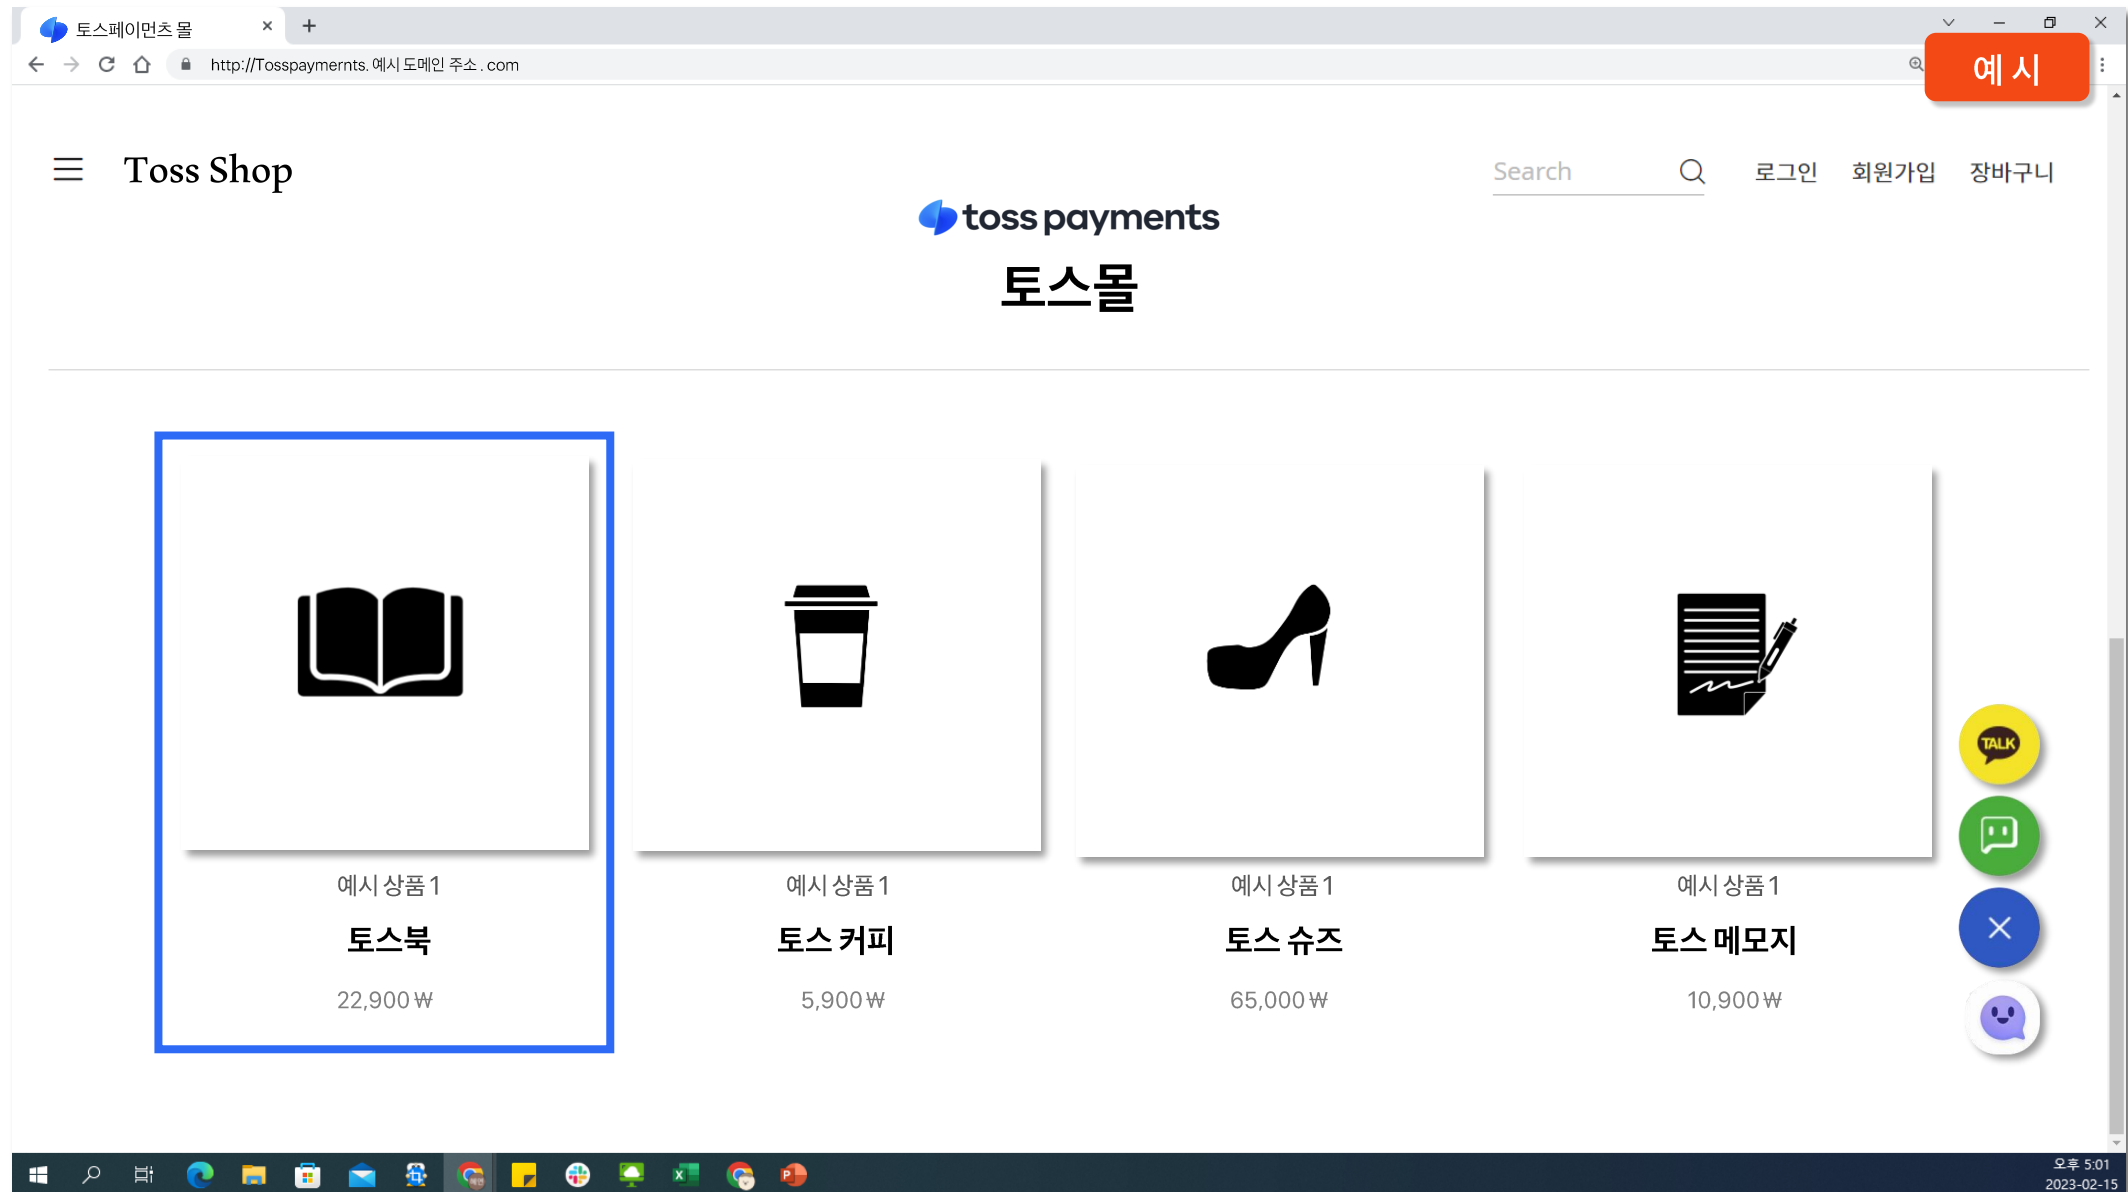 토스페이먼츠 몰
http://Tosspaymernts. 예시 도메인 주소 . com
예 시
Toss Shop
Search
로그인 회원가입 장바구니
toss payments
토스몰
예시 상품 1
토스북
22,900 ₩
예시 상품 1
토스 커피
5,900 ₩
예시 상품 1
토스 슈즈
65,000 ₩
예시 상품 1
토스 메모지
10,900 ₩
TALK
오후 5:01
2023-02-15